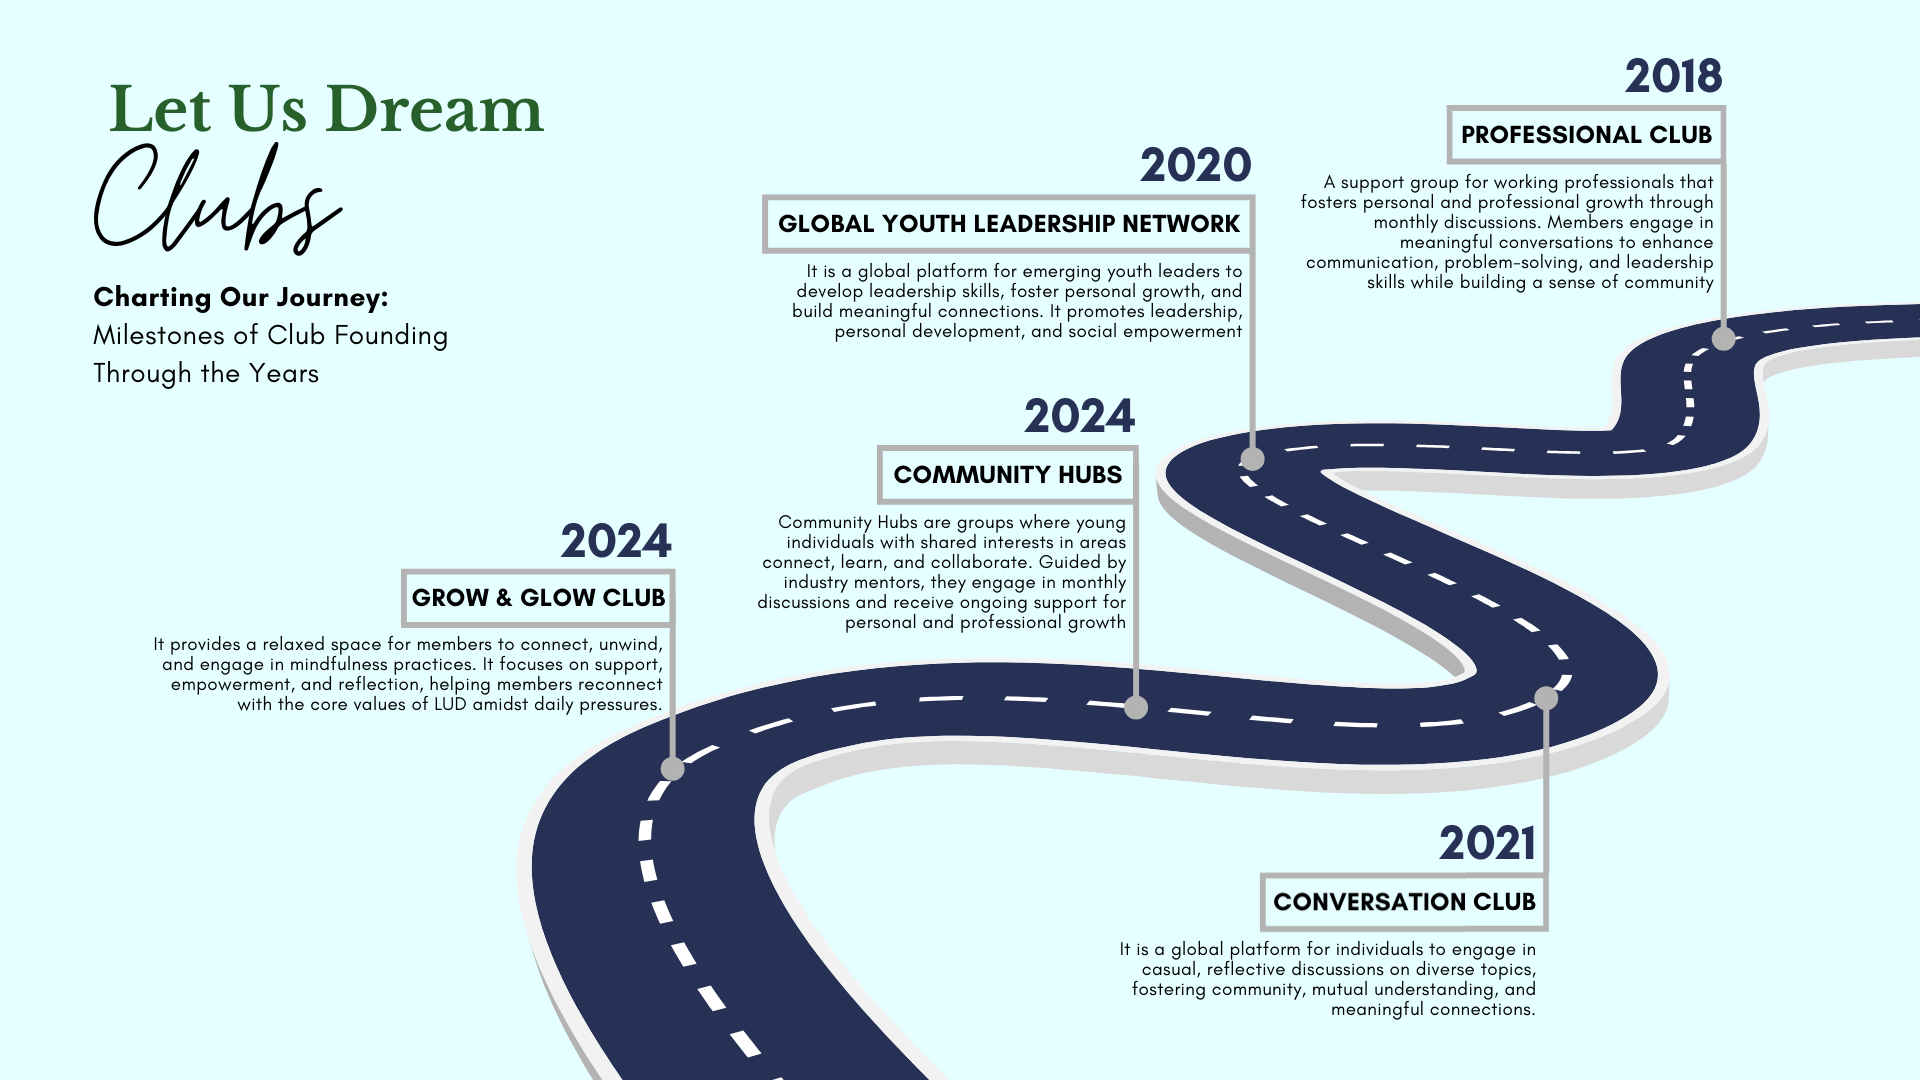 Let Us Dream
Clubs
Charting Our Journey:
Milestones of Club Founding
Through the Years
2018
PROFESSIONAL CLUB
A support group for working professionals that
fosters personal and professional growth through
monthly discussions. Members engage in
meaningful conversations to enhance
communication, problem-solving, and leadership
skills while building a sense of community
2020
GLOBAL YOUTH LEADERSHIP NETWORK
It is a global platform for emerging youth leaders to
develop leadership skills, foster personal growth, and
build meaningful connections. It promotes leadership,
personal development, and social empowerment
2024
COMMUNITY HUBS
Community Hubs are groups where young
individuals with shared interests in areas
connect, learn, and collaborate. Guided by
industry mentors, they engage in monthly
discussions and receive ongoing support for
personal and professional growth
2024
GROW & GLOW CLUB
It provides a relaxed space for members to connect, unwind,
and engage in mindfulness practices. It focuses on support,
empowerment, and reflection, helping members reconnect
with the core values of LUD amidst daily pressures.
2021
CONVERSATION CLUB
It is a global platform for individuals to engage in
casual, reflective discussions on diverse topics,
fostering community, mutual understanding, and
meaningful connections.